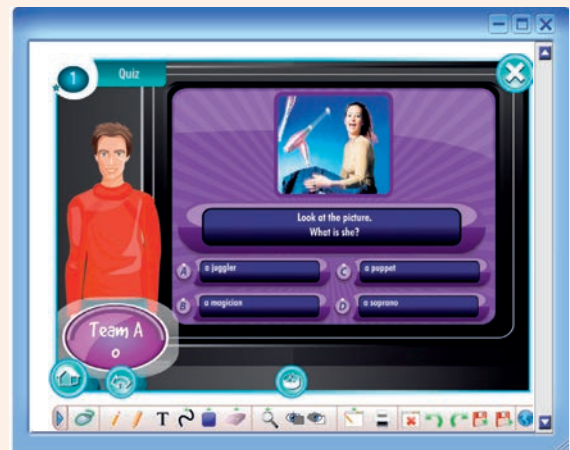 1
Quiz
Look at the picture.
What is she?
A a juggler
C a puppet
B a magician
D a soprano
Team A
0
T